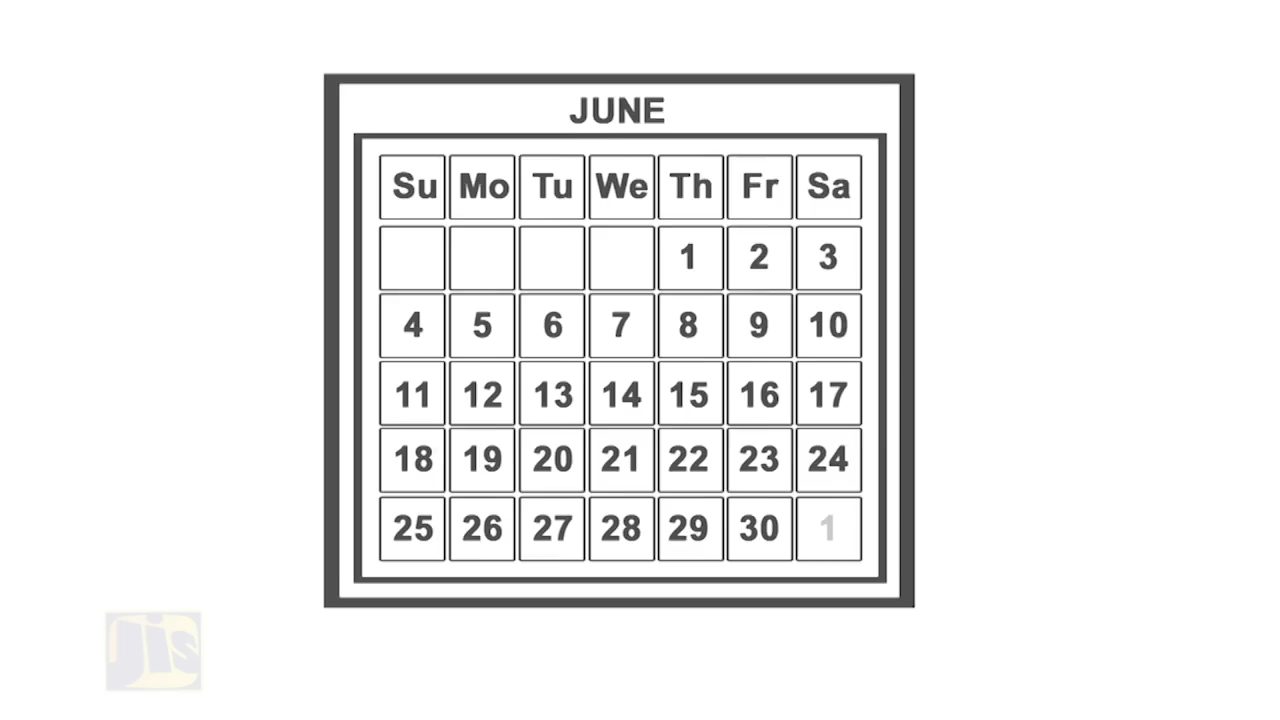 JUNE
Su Mo Tu We Th Fr Sa
1 2 3
4 5 6 7 8 9 10
11 12 13 14 15 16 17
18 19 20 21 22 23 24
25 26 27 28 29 30 1
Jis